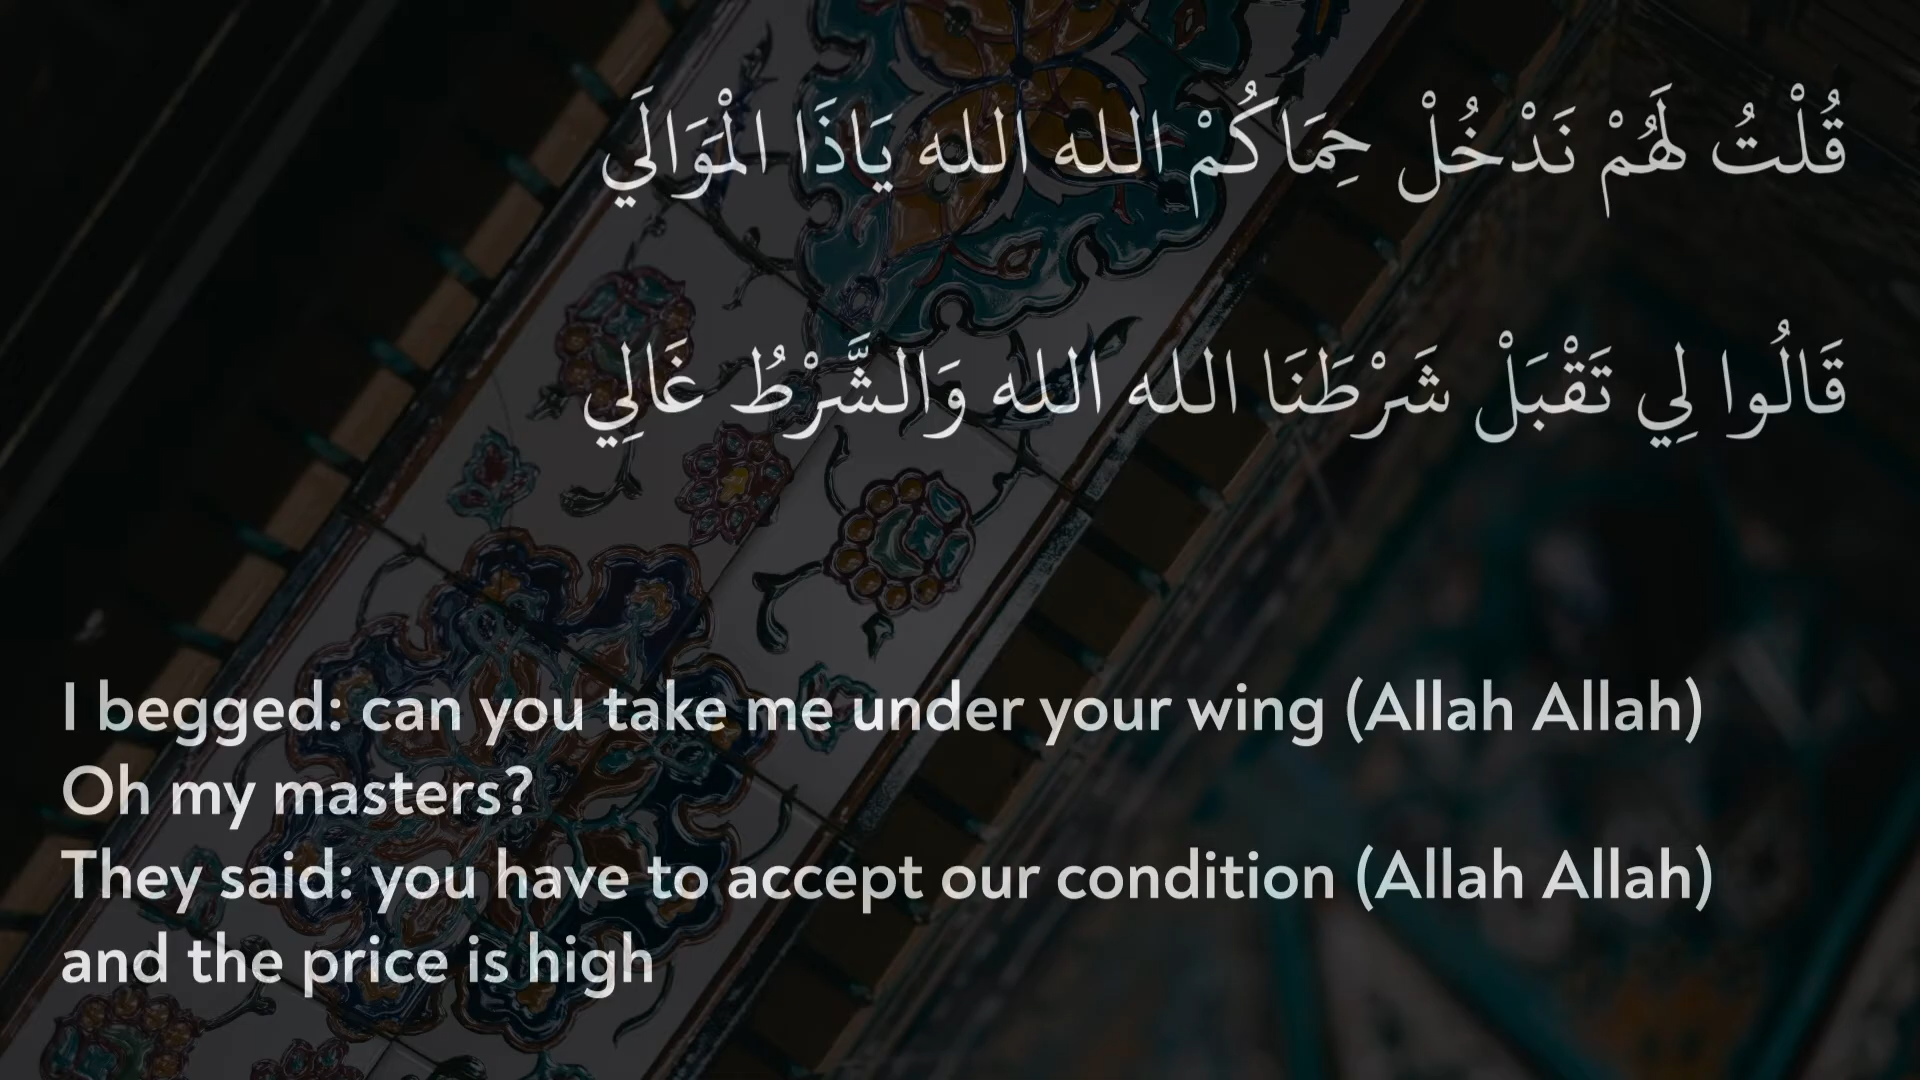 قُلْتُ لَهُمْ نَدْخُلْ حِمَاكُمْ الله الله يَاذَا الْمَوَالَي
قَالُوا لِي تَقْبَلْ شَرْطَنَا الله الله وَالشَّرْطُ غَالِي
I begged: can you take me under your wing (Allah Allah)
Oh my masters?
They said: you have to accept our condition (Allah Allah)
and the price is high